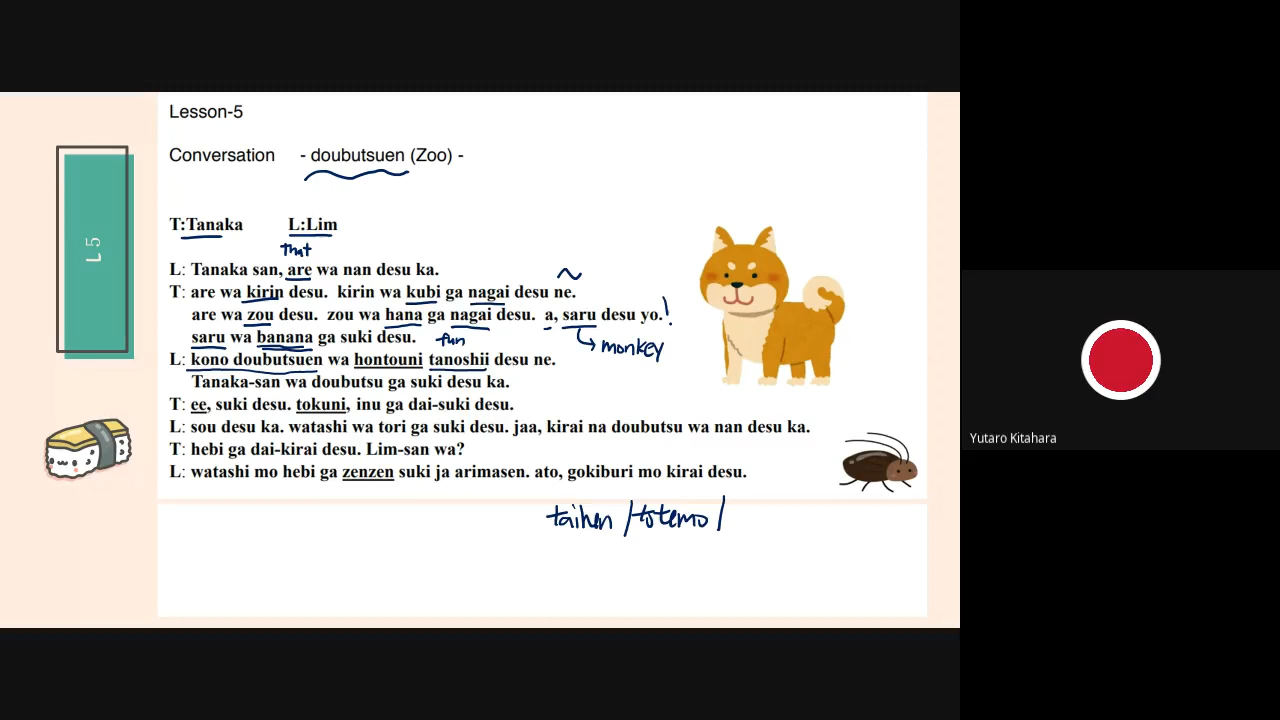 Lesson-5
Conversation - doubutsuen (Zoo) -
T:Tanaka L:Lim
that
L: Tanaka san, are wa nan desu ka.
T: are wa kirin desu. kirin wa kubi ga nagai desu ne.
are wa zou desu. zou wa hana ga nagai desu. a, saru desu yo.!
saru wa banana ga suki desu.
fun
monkey
L: kono doubutsuen wa hontouni tanoshii desu ne.
Tanaka-san wa doubutsu ga suki desu ka.
T: ee, suki desu. tokuni, inu ga dai-suki desu.
L: sou desu ka. watashi wa tori ga suki desu. jaa, kirai na doubutsu wa nan desu ka.
T: hebi ga dai-kirai desu. Lim-san wa?
L: watashi mo hebi ga zenzen suki ja arimasen. ato, gokiburi mo kirai desu.
taihen /totemo/
L 5
Yutaro Kitahara